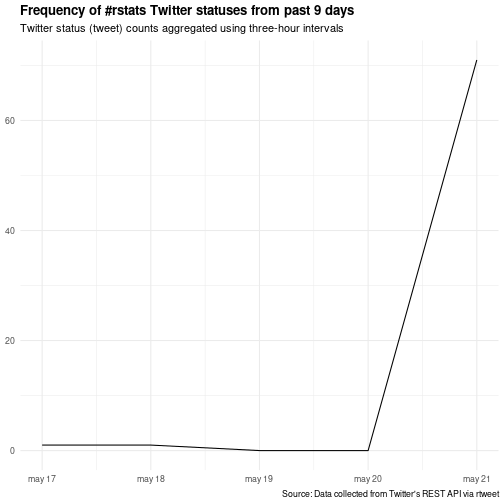 Frequency of #rstats Twitter statuses from past 9 days
Twitter status (tweet) counts aggregated using three-hour intervals
60
40
20
0
may 17 may 18 may 19 may 20 may 21
Source: Data collected from Twitter's REST API via rtweet